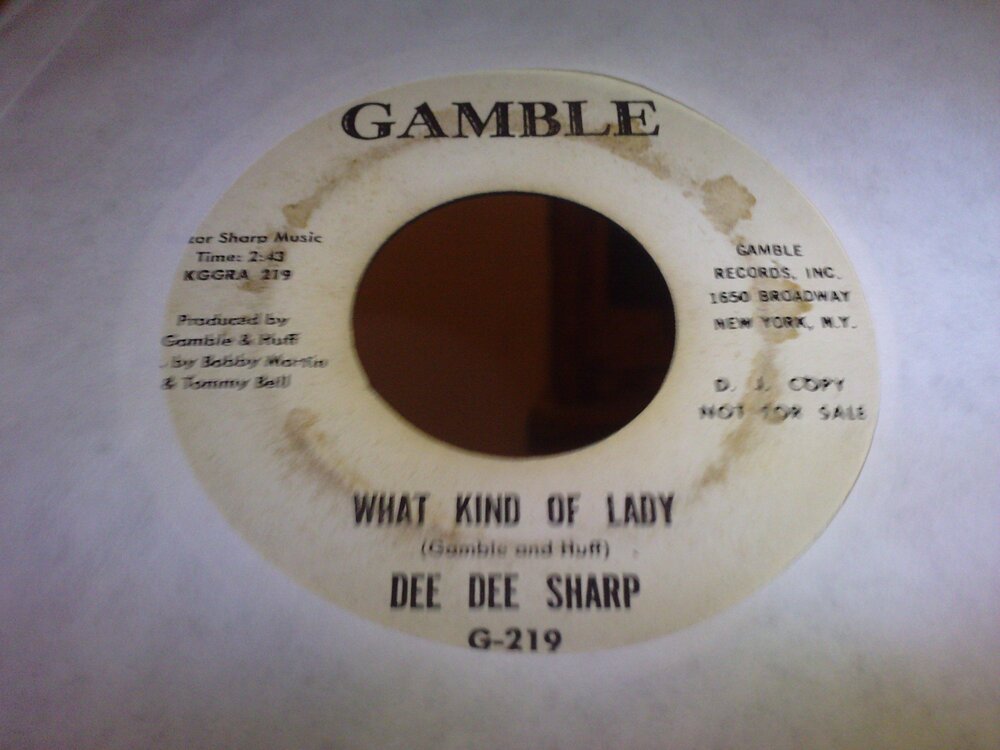 GAMBLE
Sharp Music
Time: 2:43
KGGRA 219
Produced by
Gamble & Huff
by Bobby Martin
& Tommy Bell
GAMBLE
RECORDS, INC.
1650 BROADWAY
NEW YORK, N.Y.
D. J. COPY
NOT FOR SALE
WHAT KIND OF LADY
(Gamble and Huff)
DEE DEE SHARP
G-219